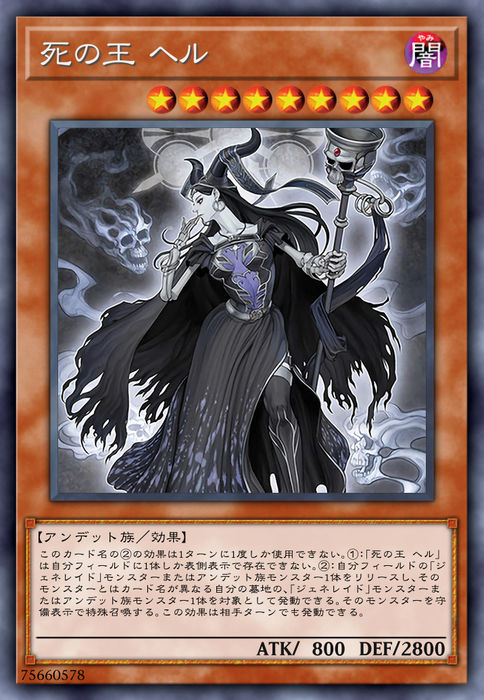 死の王 ヘル
やみ
闇
【アンデット族／効果】
このカード名の②の効果は1ターンに1度しか使用できない。①：「死の王 ヘル」
は自分フィールドに1体しか表側表示で存在できない。②：自分フィールドの「ジ
ェネレイド」モンスターまたはアンデット族モンスター1体をリリースし、その
モンスターとはカード名が異なる自分の墓地の、「ジェネレイド」モンスターま
たはアンデット族モンスター1体を対象として発動できる。そのモンスターを守
備表示で特殊召喚する。この効果は相手ターンでも発動できる。
ATK/ 800 DEF/2800
75660578